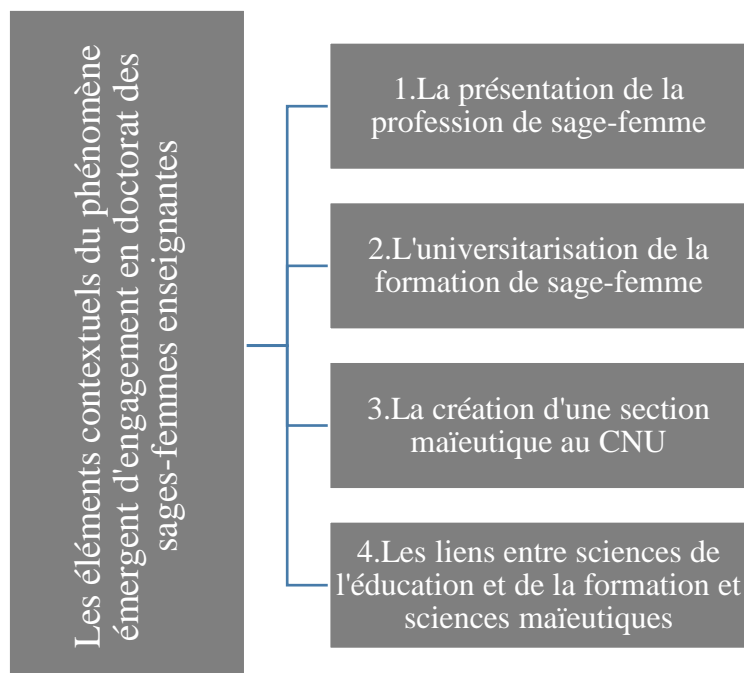 Les éléments contextuels du phénomène
émergent d'engagement en doctorat des
sages-femmes enseignantes
1.La présentation de la
profession de sage-femme
2.L'universitarisation de la
formation de sage-femme
3.La création d'une section
maïeutique au CNU
4.Les liens entre sciences de
l'éducation et de la formation et
sciences maïeutiques